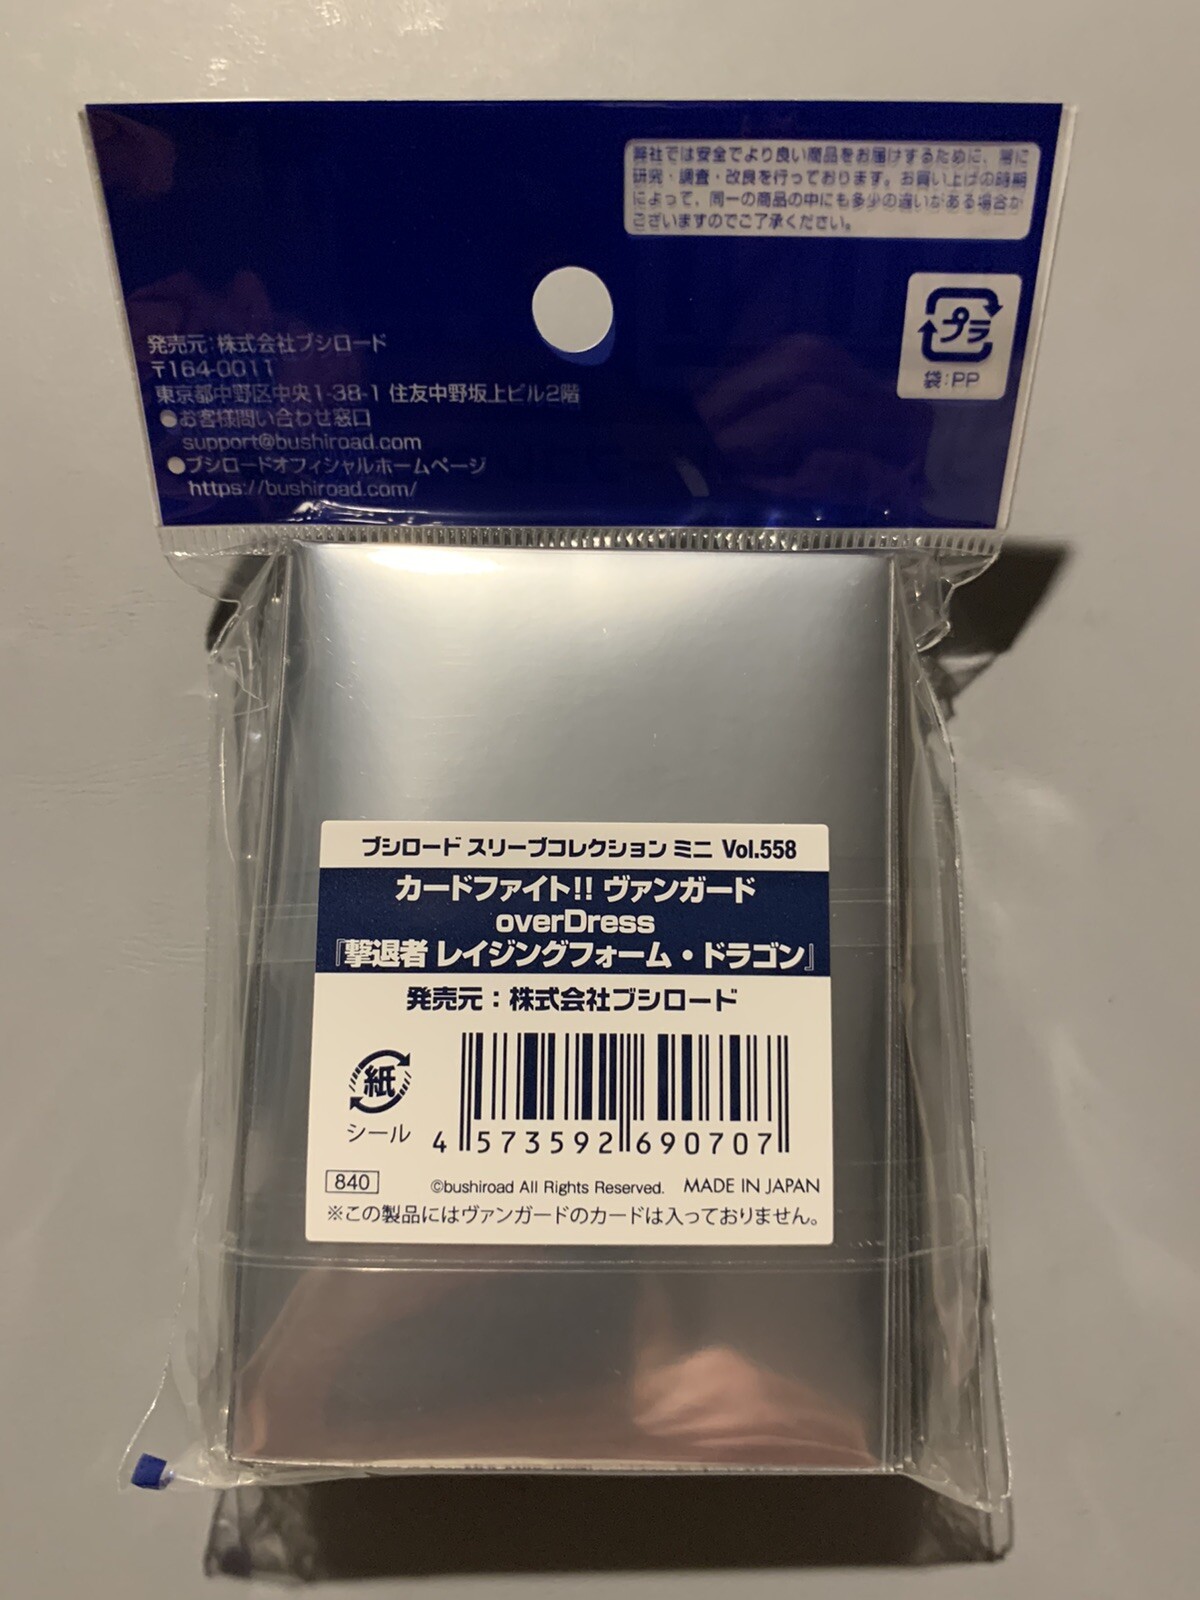 弊社では安全でより良い商品をお届けするために、常に
研究・調査・改良を行っております。お買い上げの時期
によって、同一の商品の中にも多少の違いがある場合が
ございますのでご了承ください。
プラ
袋:PP
発売元:株式会社ブシロード
〒164-0011
東京都中野区中央1-38-1 住友中野坂上ビル2階
●お客様問い合わせ窓口
support@bushiroad.com
●ブシロードオフィシャルホームページ
https://bushiroad.com/
ブシロード スリーブコレクション ミニ Vol.558
カードファイト!! ヴァンガード
overDress
『撃退者 レイジングフォーム・ドラゴン』
発売元:株式会社ブシロード
紙
シール
4 573592 690707
840
©bushiroad All Rights Reserved. MADE IN JAPAN
※この製品にはヴァンガードのカードは入っておりません。